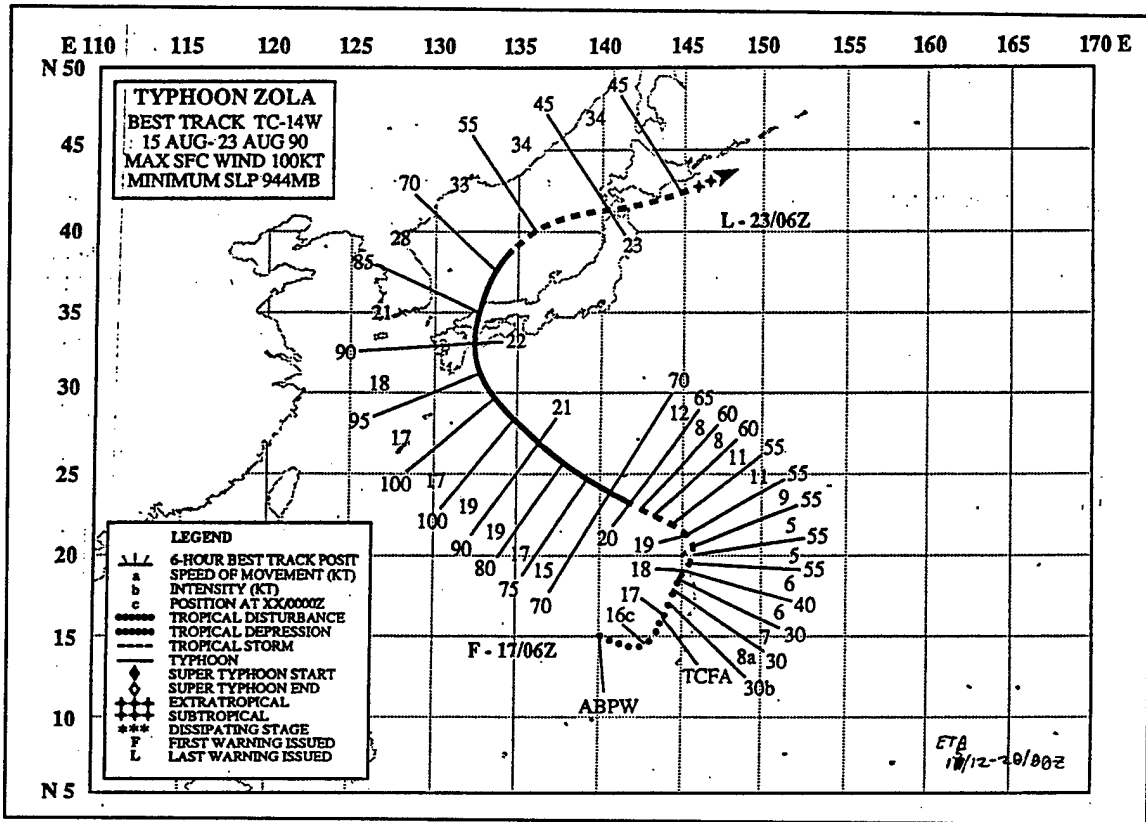 E 110 115 120 125 130 135 140 145 150 160 165 170 E
N 50
TYPHOON ZOLA
BEST TRACK TC-14W
15 AUG- 23 AUG 90
MAX SFC WIND 100KT
MINIMUM SLP 944MB
45
40
35
30
25
20
15
10
N 5
45
45
34
55
34
70
33
28
85
23
L - 23/06Z
21
22
90
18
95
21
17
100
17
100
19
90
19
80
7
75
15
70
70
12
65
8
60
8
60
11
55
11
55
9
55
5
55
5
55
6
40
6
30
7
30
8a
30b
20
19
18
17
16c
TCFA
ABPW
F - 17/06Z
LEGEND
6-HOUR BEST TRACK POSIT
a SPEED OF MOVEMENT (KT)
b INTENSITY (KT)
c POSITION AT XX/0000Z
TROPICAL DISTURBANCE
TROPICAL DEPRESSION
TROPICAL STORM
TYPHOON
SUPER TYPHOON START
SUPER TYPHOON END
EXTRATROPICAL
SUBTROPICAL
*** DISSIPATING STAGE
F FIRST WARNING ISSUED
L LAST WARNING ISSUED